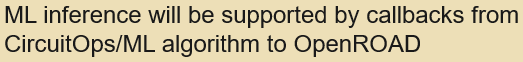 ML inference will be supported by callbacks from
CircuitOps/ML algorithm to OpenROAD